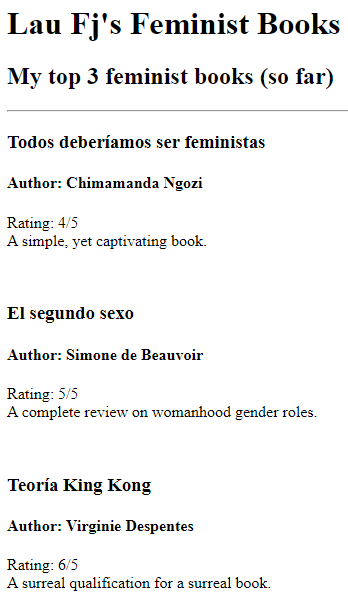 Lau Fj's Feminist Books
My top 3 feminist books (so far)
Todos deberíamos ser feministas
Author: Chimamanda Ngozi
Rating: 4/5
A simple, yet captivating book.
El segundo sexo
Author: Simone de Beauvoir
Rating: 5/5
A complete review on womanhood gender roles.
Teoría King Kong
Author: Virginie Despentes
Rating: 6/5
A surreal qualification for a surreal book.